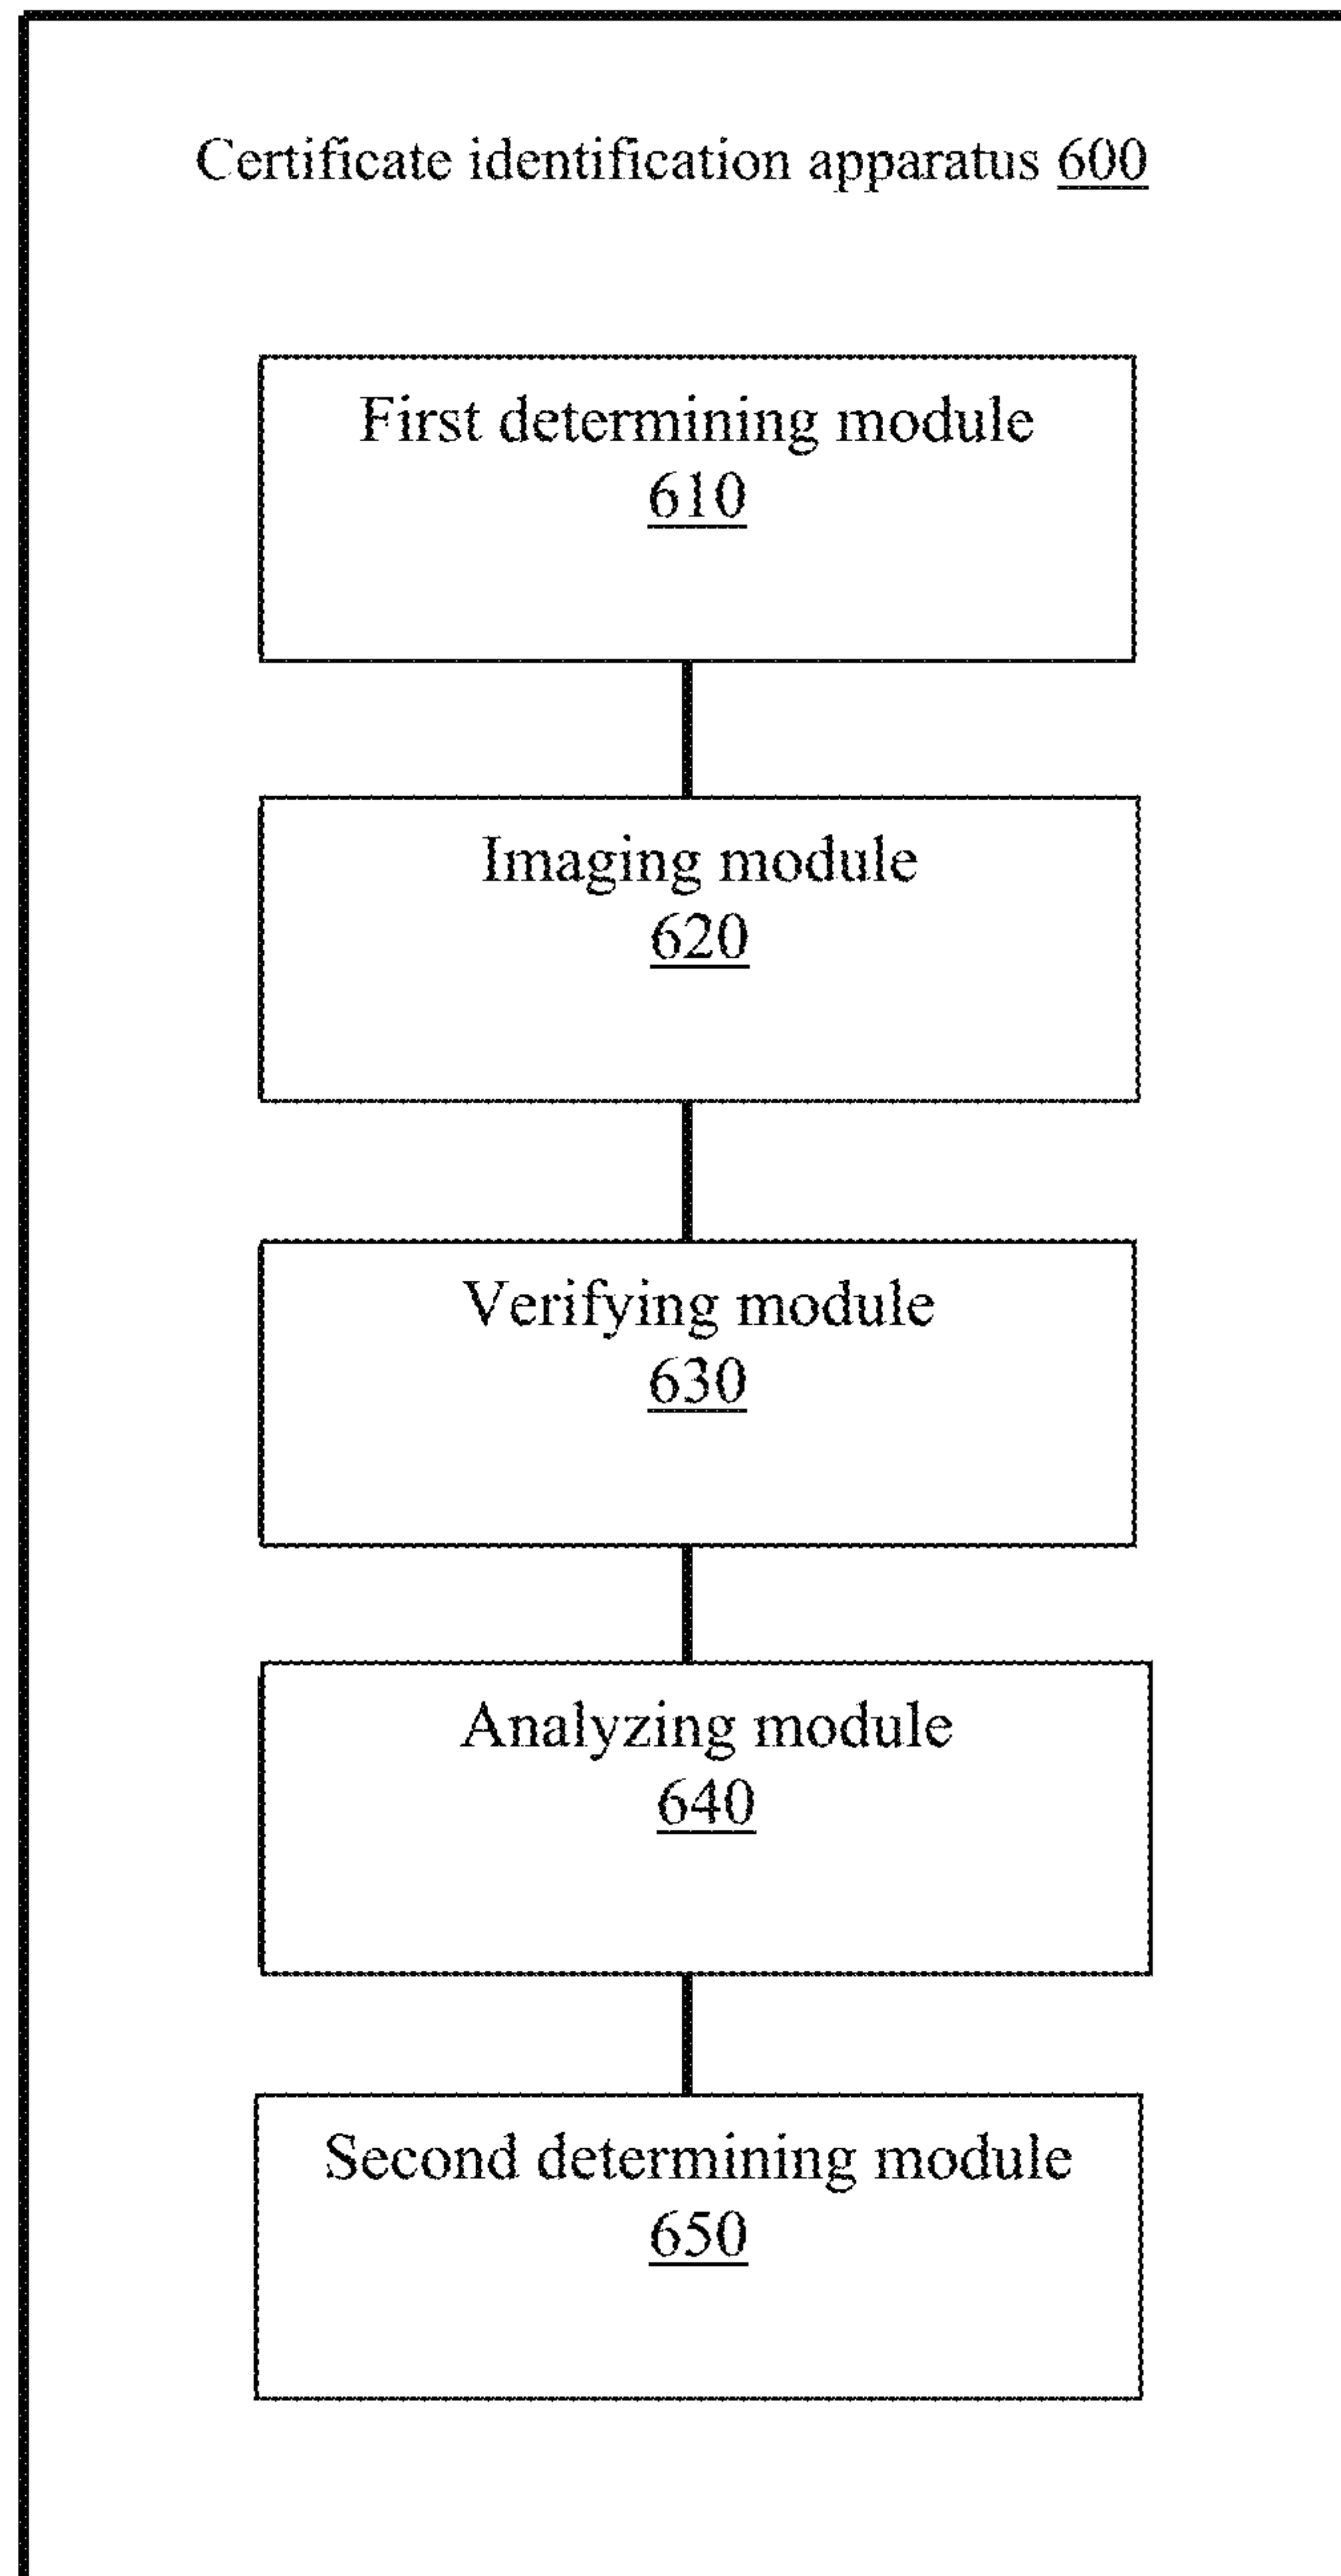 Certificate identification apparatus 600
First determining module
610
Imaging module
620
Verifying module
630
Analyzing module
640
Second determining module
650